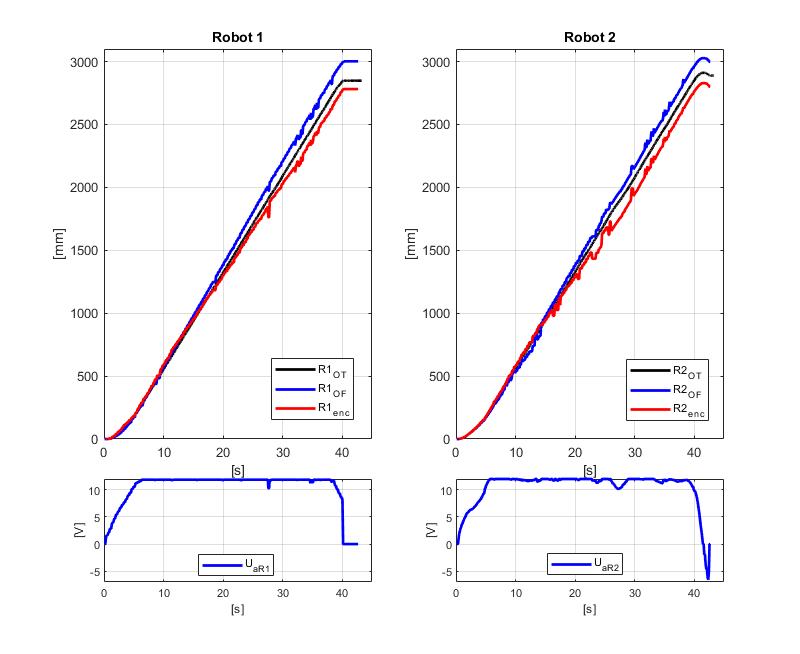 Robot 1
3000
2500
2000
1500
1000
500
0
[mm]
R1OT
R1OF
R1enc
0 10 20 30 40
[s]
10
5
0
-5
[V]
UaR1
0 10 20 30 40
[s]
Robot 2
3000
2500
2000
1500
1000
500
0
[mm]
R2OT
R2OF
R2enc
0 10 20 30 40
[s]
10
5
0
-5
[V]
UaR2
0 10 20 30 40
[s]